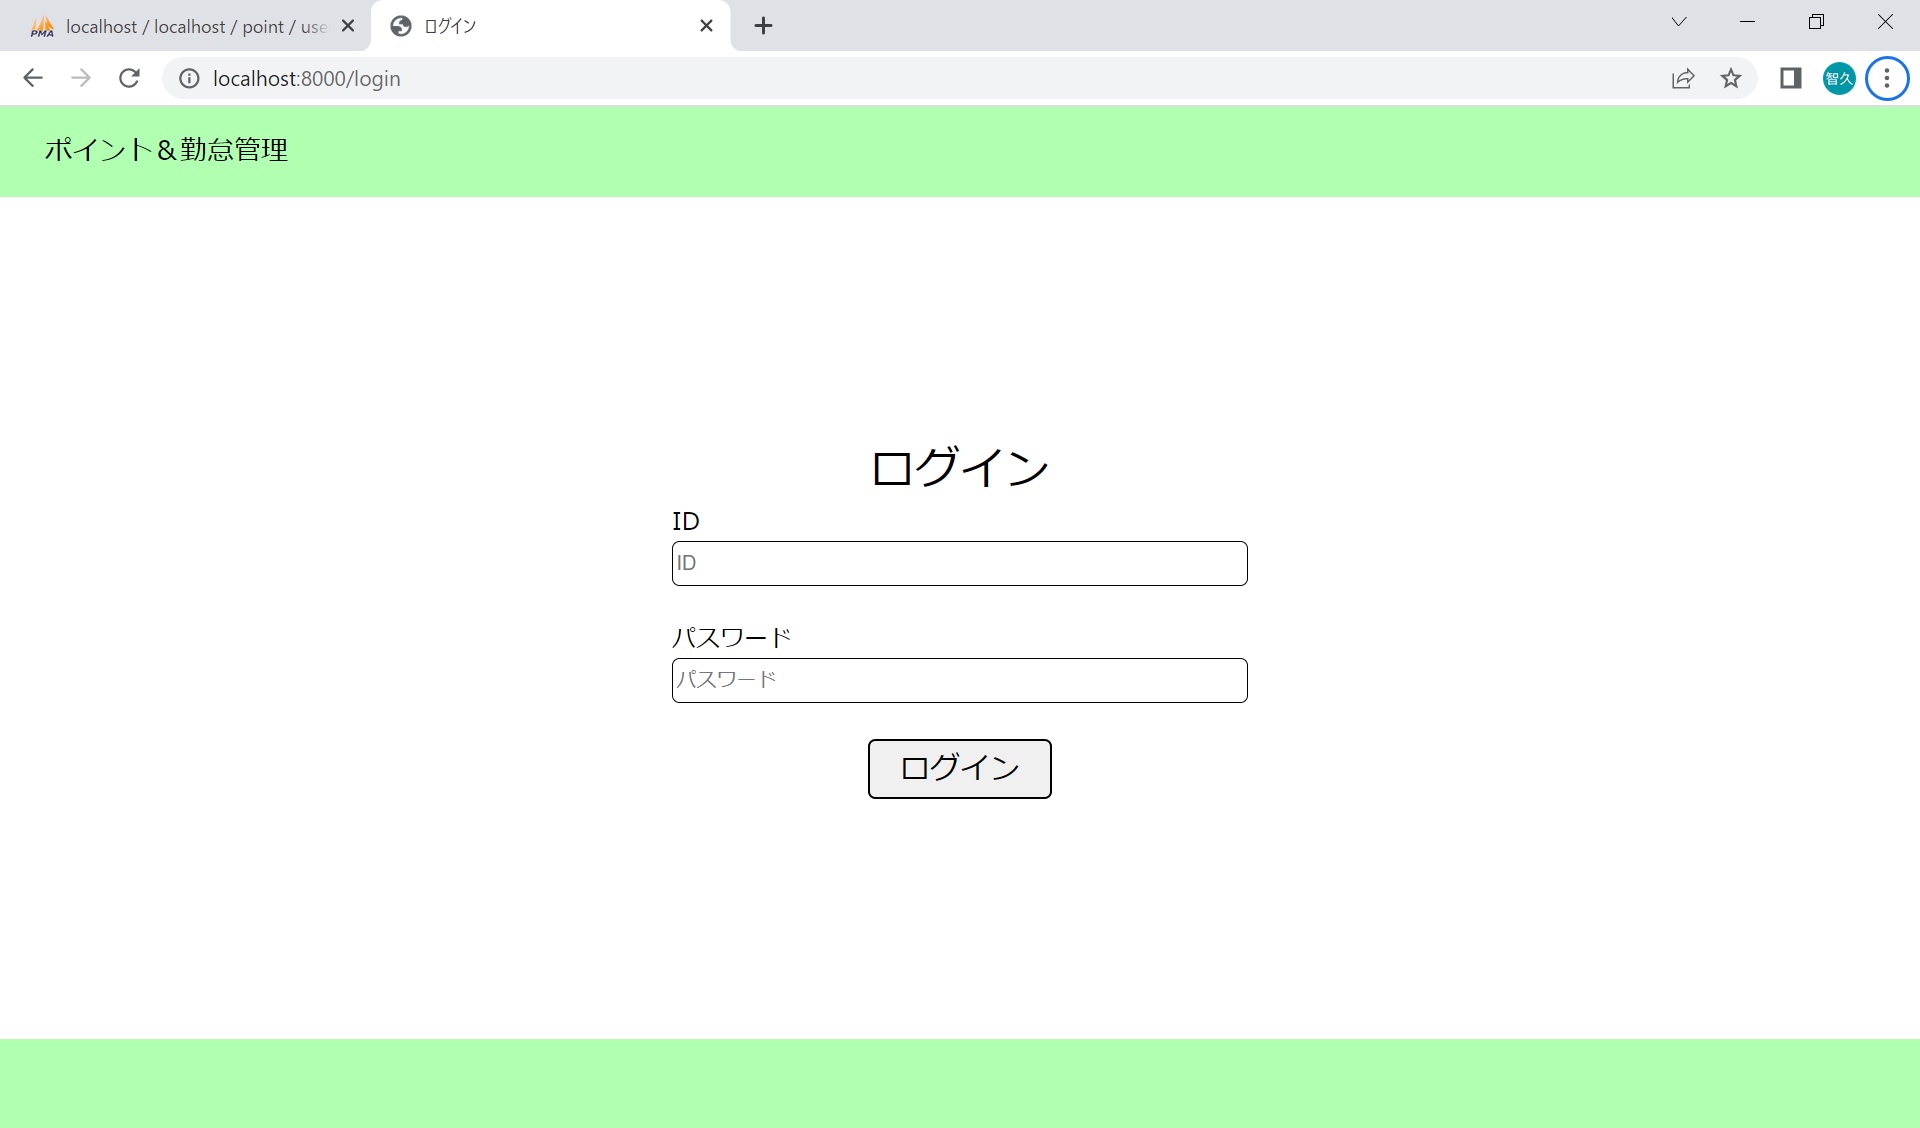 PMA localhost / localhost / point / use
ログイン
localhost:8000/login
智久
ポイント＆勤怠管理
ログイン
ID
ID
パスワード
パスワード
ログイン